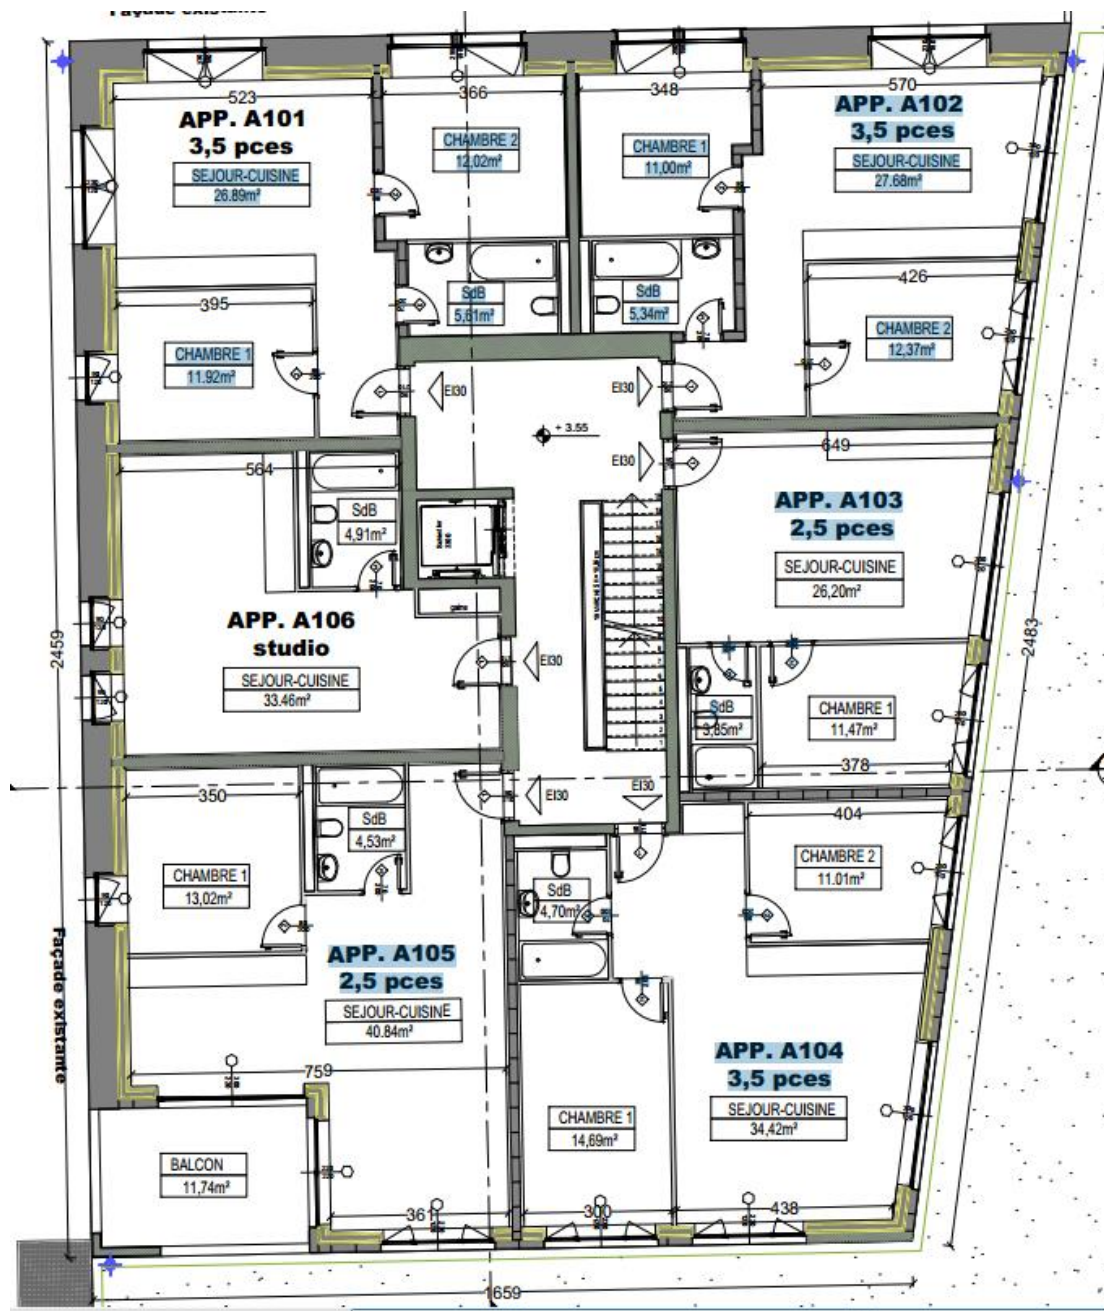 Façade existante
523
366
348
570
APP. A101
3,5 pces
SEJOUR-CUISINE
26.89m²
CHAMBRE 2
12,02m²
CHAMBRE 1
11,00m²
APP. A102
3,5 pces
SEJOUR-CUISINE
27.68m²
SdB
5,61m²
SdB
5,34m²
426
395
CHAMBRE 1
11.92m²
CHAMBRE 2
12,37m²
EI30
EI30
+ 3.55
EI30
649
564
SdB
4,91m²
APP. A103
2,5 pces
SEJOUR-CUISINE
26,20m²
gaine
APP. A106
studio
SEJOUR-CUISINE
33.46m²
EI30
2459
2483
SdB
3,85m²
CHAMBRE 1
11,47m²
378
350
EI30
EI30
404
SdB
4,53m²
CHAMBRE 1
13,02m²
SdB
4,70m²
CHAMBRE 2
11.01m²
APP. A105
2,5 pces
SEJOUR-CUISINE
40.84m²
Façade existante
759
APP. A104
3,5 pces
SEJOUR-CUISINE
34,42m²
CHAMBRE 1
14,69m²
BALCON
11,74m²
361
300
438
1659